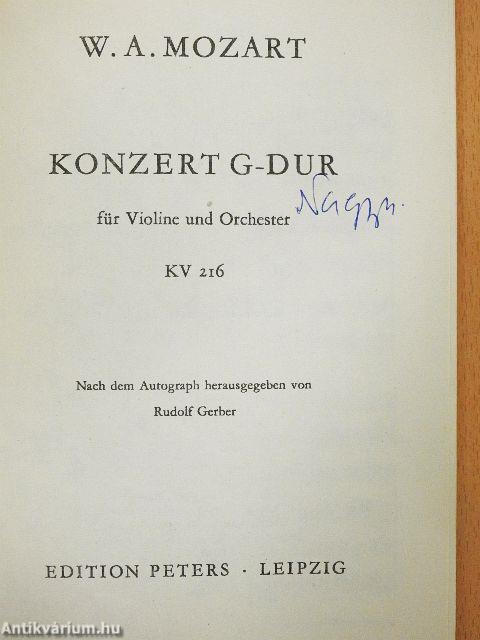 W. A. MOZART
KONZERT G-DUR
für Violine und Orchester
KV 216
Nach dem Autograph herausgegeben von
Rudolf Gerber
EDITION PETERS · LEIPZIG
Antikvárium.hu